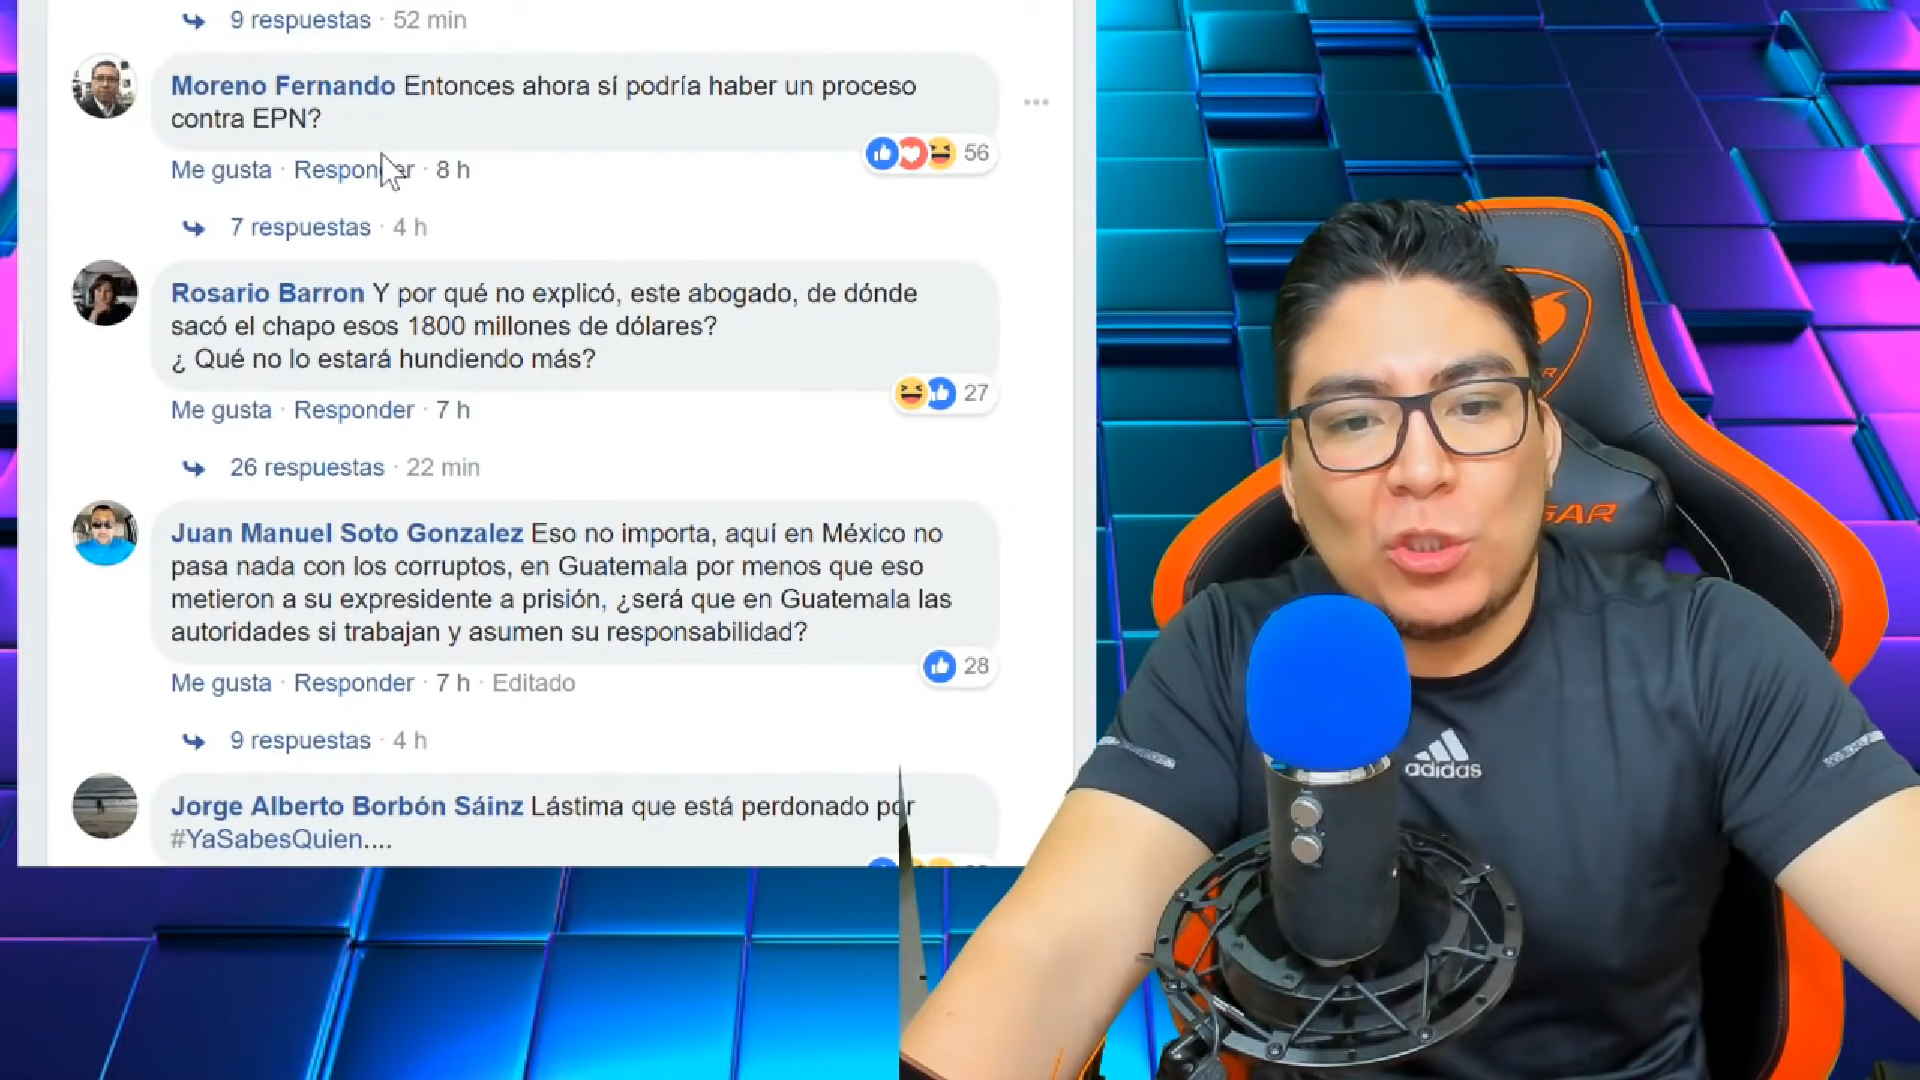 9 respuestas · 52 min
Moreno Fernando Entonces ahora sí podría haber un proceso
contra EPN?
56
Me gusta · Responder · 8 h
7 respuestas · 4 h
Rosario Barron Y por qué no explicó, este abogado, de dónde
sacó el chapo esos 1800 millones de dólares?
¿ Qué no lo estará hundiendo más?
27
Me gusta · Responder · 7 h
26 respuestas · 22 min
Juan Manuel Soto Gonzalez Eso no importa, aquí en México no
pasa nada con los corruptos, en Guatemala por menos que eso
metieron a su expresidente a prisión, ¿será que en Guatemala las
autoridades si trabajan y asumen su responsabilidad?
28
Me gusta · Responder · 7 h · Editado
9 respuestas · 4 h
Jorge Alberto Borbón Sáinz Lástima que está perdonado por
#YaSabesQuien....
GAR
adidas